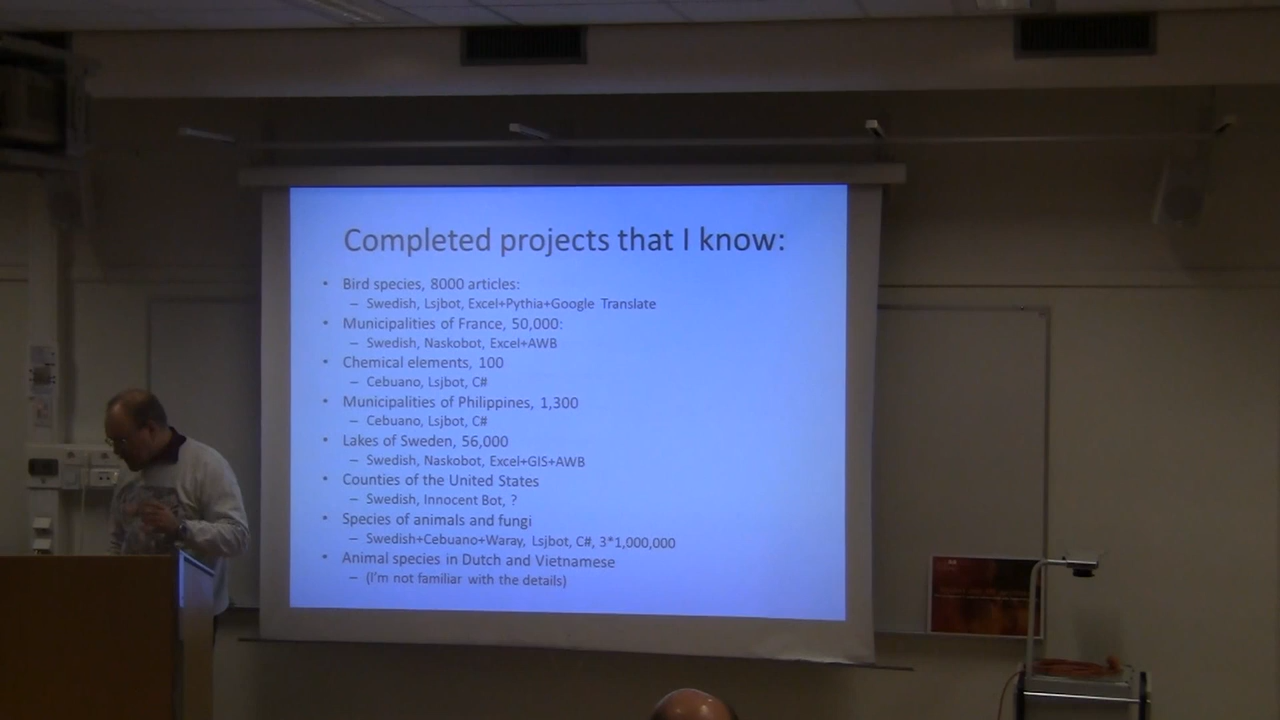 Completed projects that I know:
• Bird species, 8000 articles:
– Swedish, Lsjbot, Excel+Pythia+Google Translate
• Municipalities of France, 50,000:
– Swedish, Naskobot, Excel+AWB
• Chemical elements, 100
– Cebuano, Lsjbot, C#
• Municipalities of Philippines, 1,300
– Cebuano, Lsjbot, C#
• Lakes of Sweden, 56,000
– Swedish, Naskobot, Excel+GIS+AWB
• Counties of the United States
– Swedish, Innocent Bot, ?
• Species of animals and fungi
– Swedish+Cebuano+Waray, Lsjbot, C#, 3*1,000,000
• Animal species in Dutch and Vietnamese
– (I'm not familiar with the details)